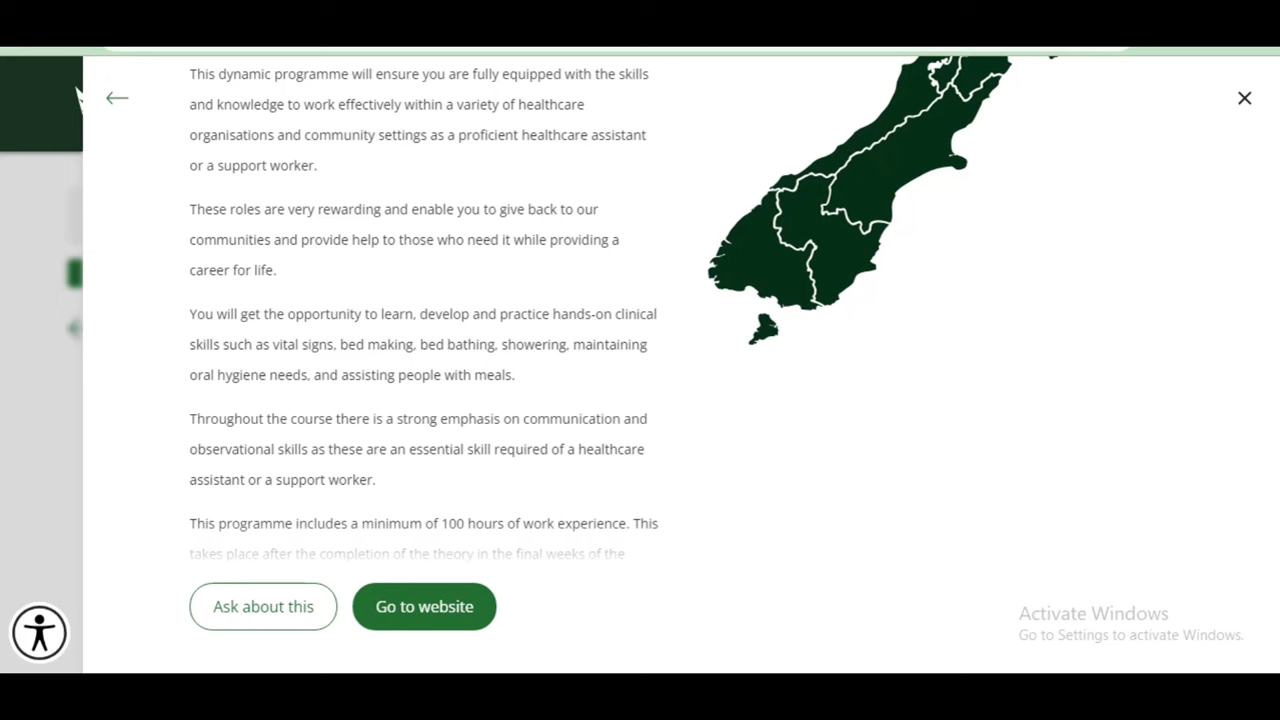 This dynamic programme will ensure you are fully equipped with the skills
and knowledge to work effectively within a variety of healthcare
organisations and community settings as a proficient healthcare assistant
or a support worker.
These roles are very rewarding and enable you to give back to our
communities and provide help to those who need it while providing a
career for life.
You will get the opportunity to learn, develop and practice hands-on clinical
skills such as vital signs, bed making, bed bathing, showering, maintaining
oral hygiene needs, and assisting people with meals.
Throughout the course there is a strong emphasis on communication and
observational skills as these are an essential skill required of a healthcare
assistant or a support worker.
This programme includes a minimum of 100 hours of work experience. This
takes place after the completion of the theory in the final weeks of the
Ask about this
Go to website
Activate Windows
Go to Settings to activate Windows.